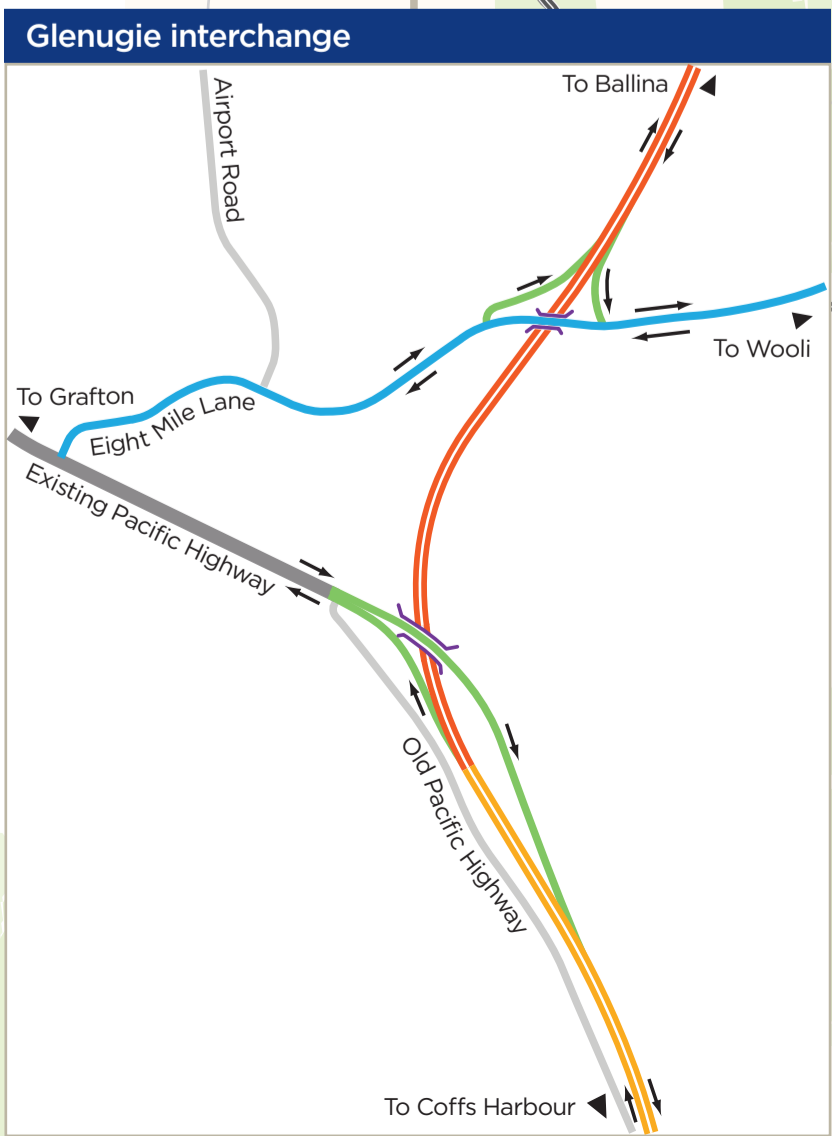 Glenugie interchange
To Ballina
Airport Road
To Wooli
To Grafton
Eight Mile Lane
Existing Pacific Highway
Old Pacific Highway
To Coffs Harbour